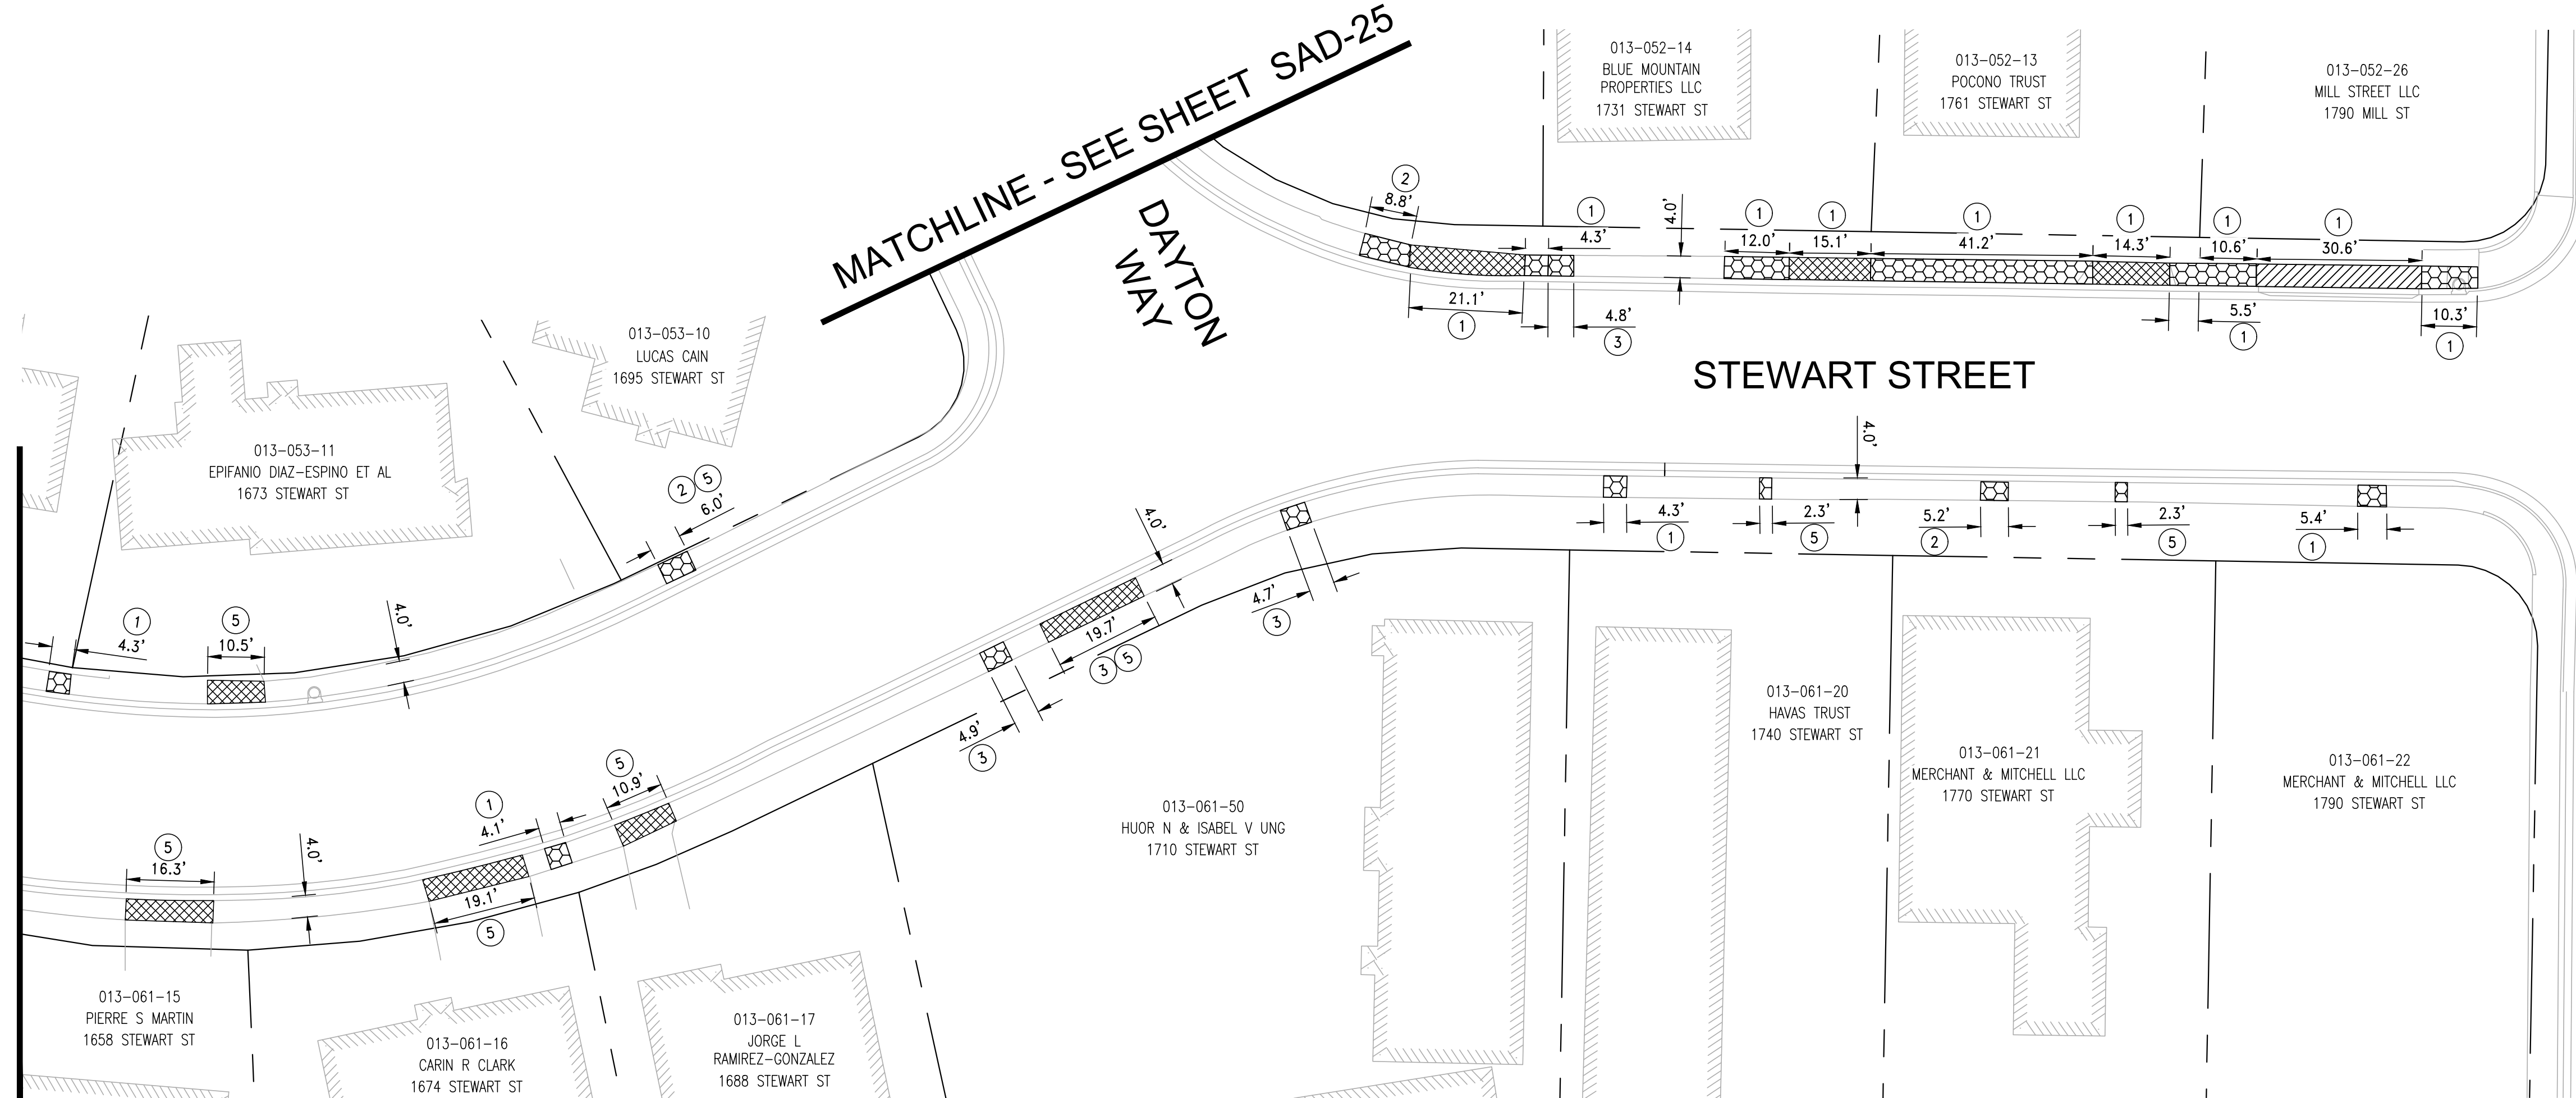 MATCHLINE - SEE SHEET SAD-25
DAYTON
WAY
STEWART STREET
013-052-14
BLUE MOUNTAIN
PROPERTIES LLC
1731 STEWART ST
013-052-13
POCONO TRUST
1761 STEWART ST
013-052-26
MILL STREET LLC
1790 MILL ST
2
8.8'
1
4.3'
4.0'
1
12.0'
1
15.1'
1
41.2'
1
14.3'
1
10.6'
1
30.6'
21.1'
1
4.8'
3
5.5'
1
10.3'
1
013-053-10
LUCAS CAIN
1695 STEWART ST
013-053-11
EPIFANIO DIAZ-ESPINO ET AL
1673 STEWART ST
2 5
6.0'
1
4.3'
5
10.5'
4.0'
4.0'
4.3'
1
2.3'
5
5.2'
2
2.3'
5
5.4'
1
4.0'
4.7'
3
19.7'
3 5
4.9'
3
5
10.9'
1
4.1'
19.1'
5
4.0'
5
16.3'
013-061-15
PIERRE S MARTIN
1658 STEWART ST
013-061-16
CARIN R CLARK
1674 STEWART ST
013-061-17
JORGE L
RAMIREZ-GONZALEZ
1688 STEWART ST
013-061-50
HUOR N & ISABEL V UNG
1710 STEWART ST
013-061-20
HAVAS TRUST
1740 STEWART ST
013-061-21
MERCHANT & MITCHELL LLC
1770 STEWART ST
013-061-22
MERCHANT & MITCHELL LLC
1790 STEWART ST